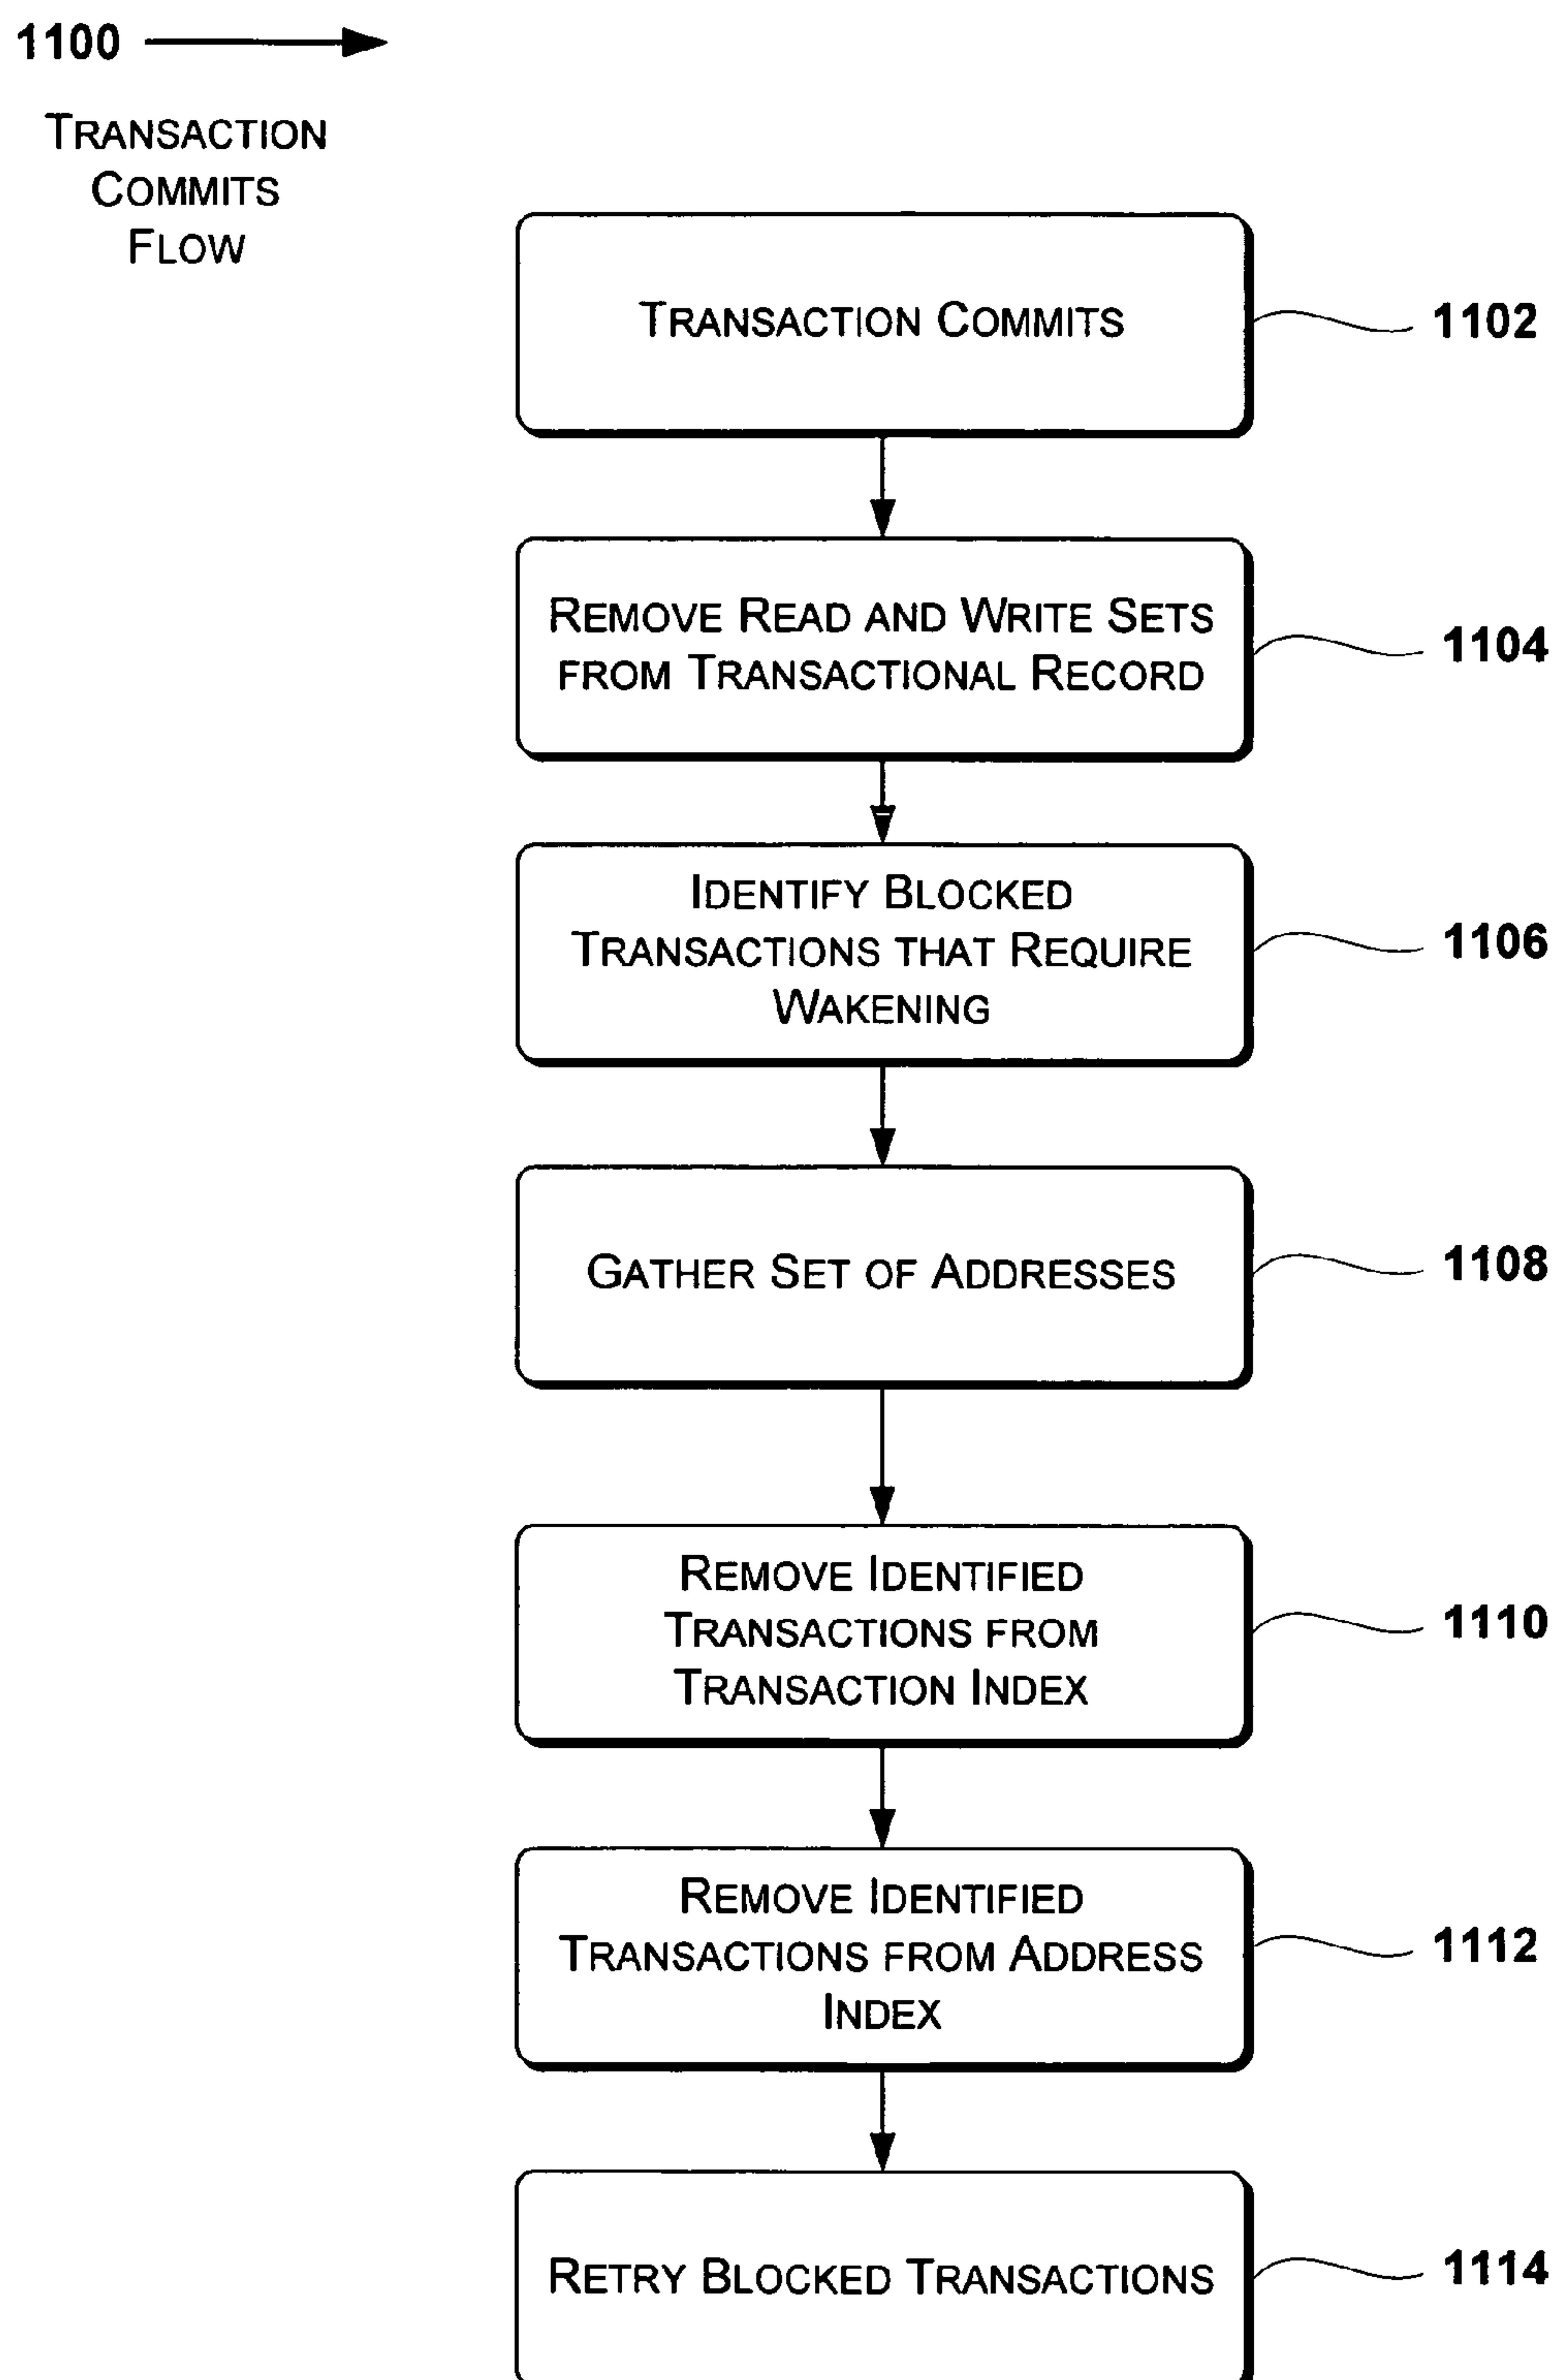 1100
TRANSACTION
COMMITS
FLOW
TRANSACTION COMMITS
1102
REMOVE READ AND WRITE SETS
FROM TRANSACTIONAL RECORD
1104
IDENTIFY BLOCKED
TRANSACTIONS THAT REQUIRE
WAKENING
1106
GATHER SET OF ADDRESSES
1108
REMOVE IDENTIFIED
TRANSACTIONS FROM
TRANSACTION INDEX
1110
REMOVE IDENTIFIED
TRANSACTIONS FROM ADDRESS
INDEX
1112
RETRY BLOCKED TRANSACTIONS
1114